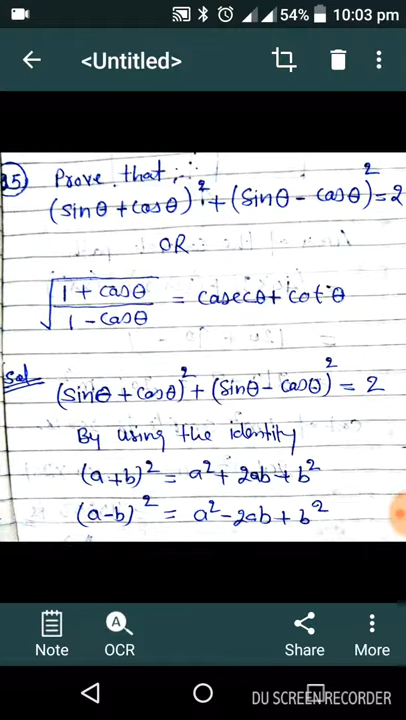 54% 10:03 pm
<Untitled>
25) Prove that :-
(sinθ + cosθ)² + (sinθ - cosθ)² = 2
OR
√(1 + cosθ / 1 - cosθ) = cosecθ + cot θ
Sol (sinθ + cosθ)² + (sinθ - cosθ)² = 2
By using the identity
(a+b)² = a² + 2ab + b²
(a-b)² = a² - 2ab + b²
Note OCR Share More
DU SCREEN RECORDER